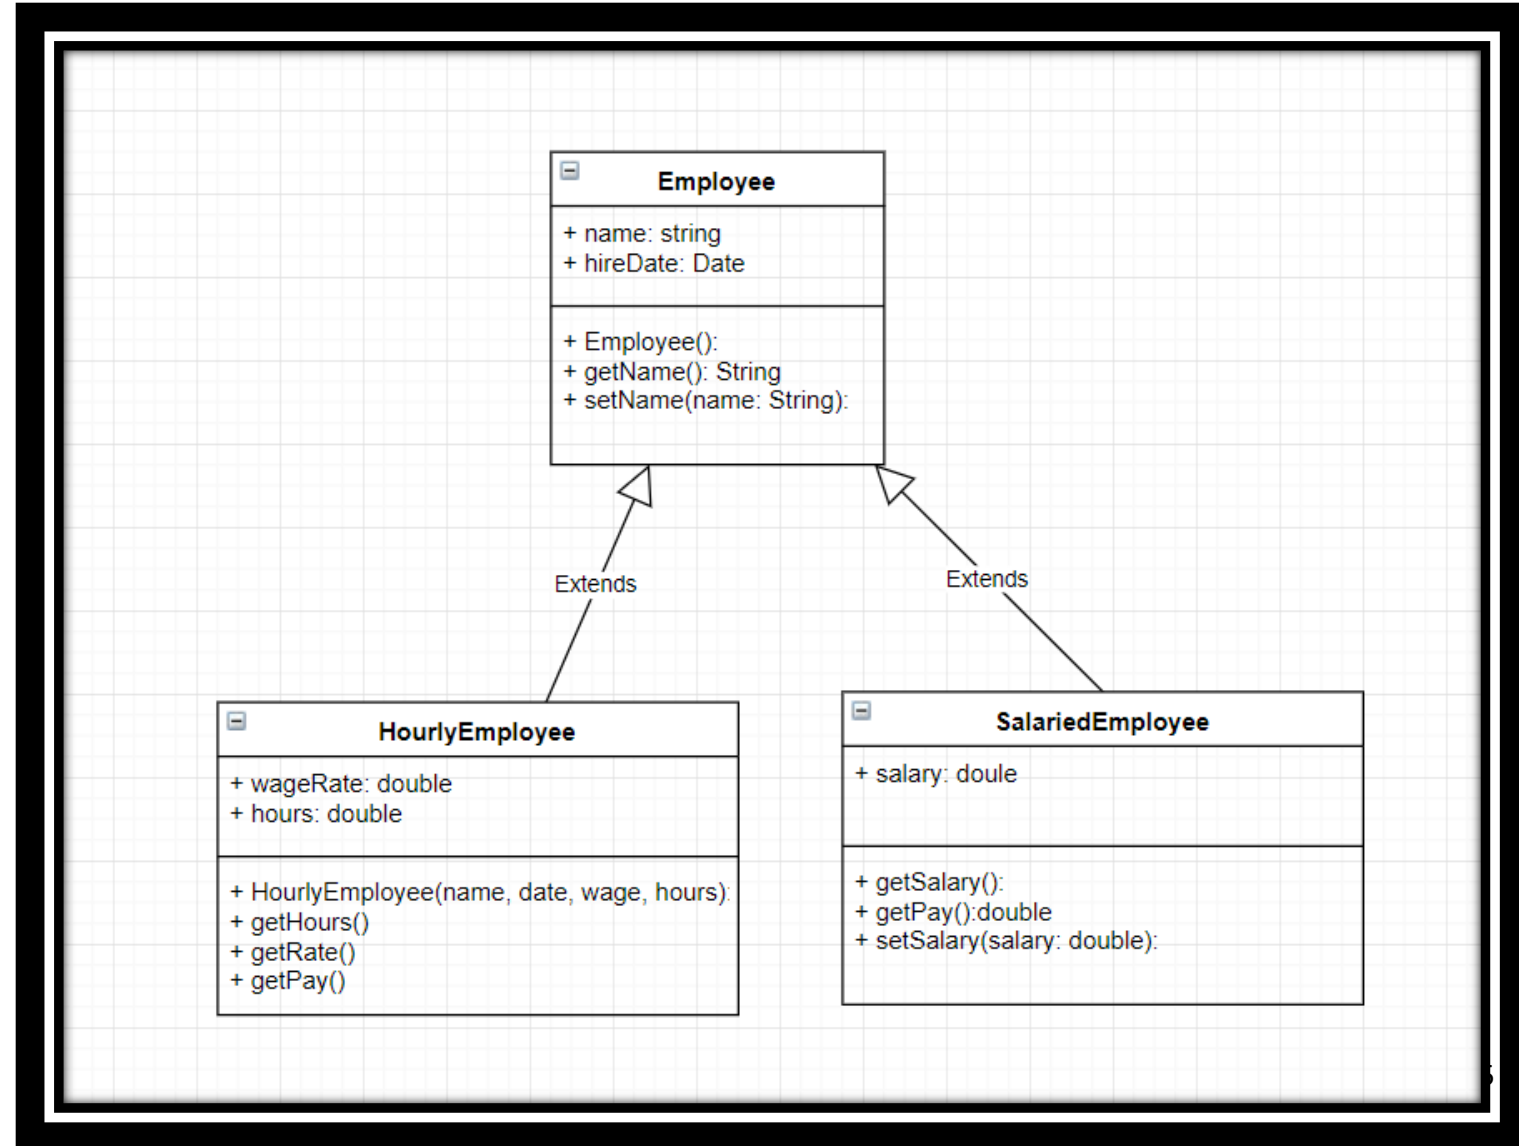 Employee
+ name: string
+ hireDate: Date
+ Employee():
+ getName(): String
+ setName(name: String):
Extends
Extends
HourlyEmployee
+ wageRate: double
+ hours: double
+ HourlyEmployee(name, date, wage, hours):
+ getHours()
+ getRate()
+ getPay()
SalariedEmployee
+ salary: doule
+ getSalary():
+ getPay():double
+ setSalary(salary: double):